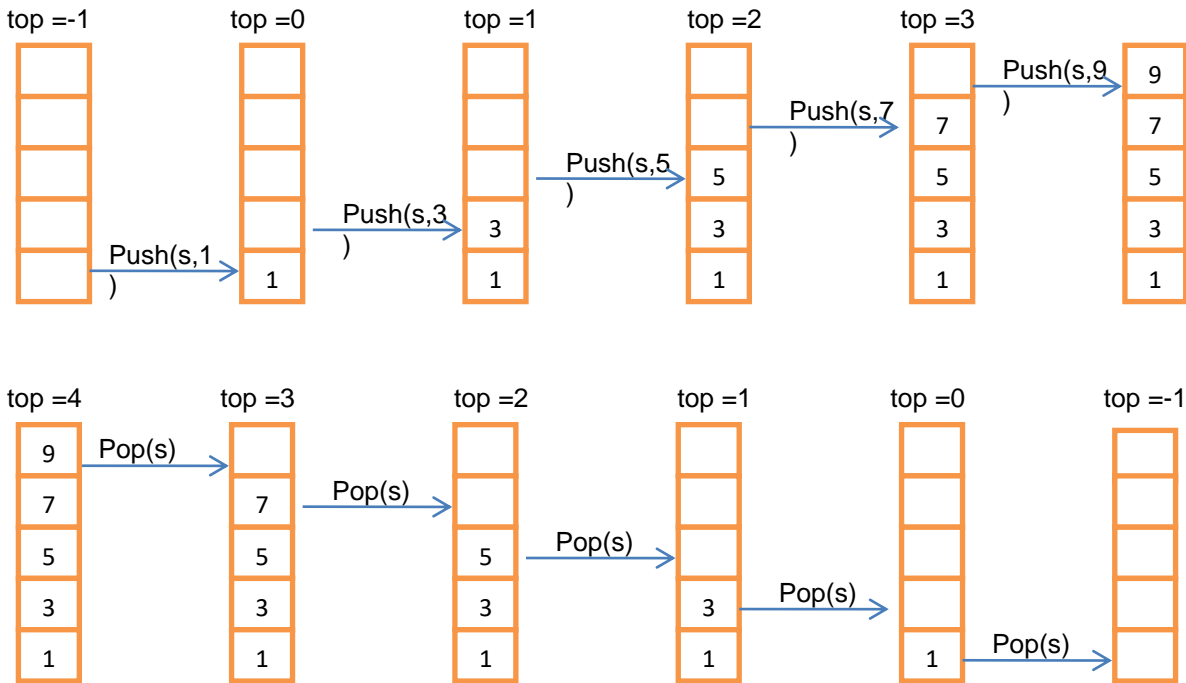 top =-1
top =0
top =1
top =2
top =3
Push(s,9
)
9
Push(s,7
)
7
7
Push(s,5
)
5
5
5
Push(s,3
)
3
3
3
3
Push(s,1
)
1
1
1
1
1
top =4
top =3
top =2
top =1
top =0
top =-1
9
Pop(s)
7
7
Pop(s)
5
5
5
Pop(s)
3
3
3
3
Pop(s)
1
1
1
1
1
Pop(s)